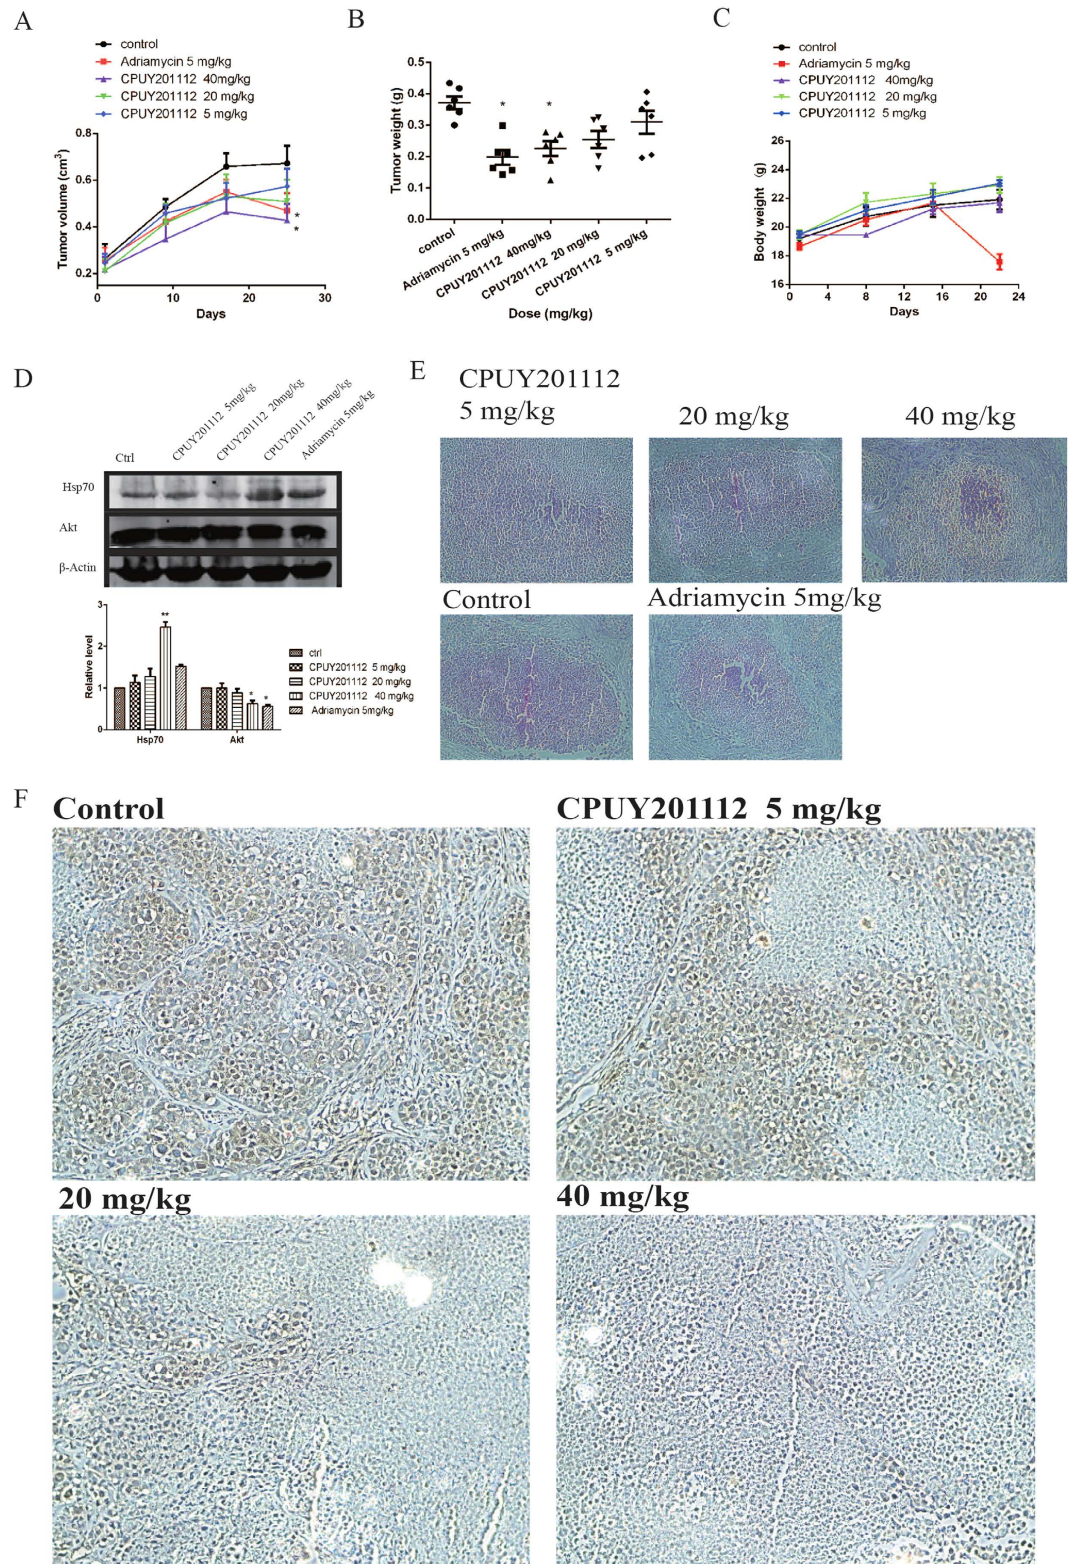 A
control
Adriamycin 5 mg/kg
CPUY201112 40mg/kg
CPUY201112 20 mg/kg
CPUY201112 5 mg/kg
Tumor volume (cm3)
0.8
0.6
0.4
0.2
0
10
20
30
*
*
Days
B
Tumor weight (g)
0.5
0.4
0.3
0.2
0.1
0.0
*
*
control
Adriamycin 5 mg/kg
CPUY201112 40mg/kg
CPUY201112 20 mg/kg
CPUY201112 5 mg/kg
Dose (mg/kg)
C
control
Adriamycin 5 mg/kg
CPUY201112 40mg/kg
CPUY201112 20 mg/kg
CPUY201112 5 mg/kg
Body weight (g)
26
24
22
20
18
16
0
4
8
12
16
20
24
Days
D
Ctrl
CPUY201112 5mg/kg
CPUY201112 20mg/kg
CPUY201112 40mg/kg
Adriamycin 5mg/kg
Hsp70
Akt
β-Actin
Relative level
3
2
1
0
**
*
*
Hsp70
Akt
ctrl
CPUY201112 5 mg/kg
CPUY201112 20 mg/kg
CPUY201112 40 mg/kg
Adriamycin 5mg/kg
E
CPUY201112
5 mg/kg
20 mg/kg
40 mg/kg
Control
Adriamycin 5mg/kg
F
Control
CPUY201112 5 mg/kg
20 mg/kg
40 mg/kg